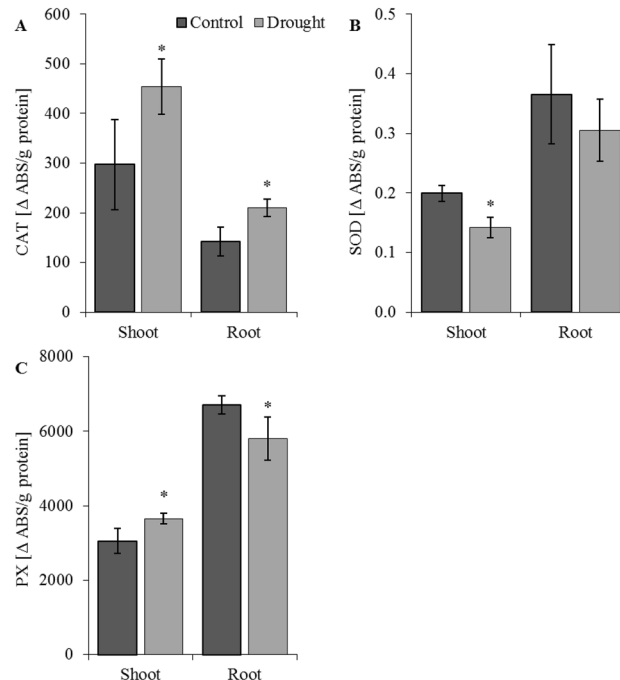 A
Control Drought
600
500
400
300
200
100
0
CAT [Δ ABS/g protein]
*
*
Shoot Root
B
0.5
0.4
0.3
0.2
0.1
0.0
SOD [Δ ABS/g protein]
*
Shoot Root
C
8000
6000
4000
2000
0
PX [Δ ABS/g protein]
*
*
Shoot Root